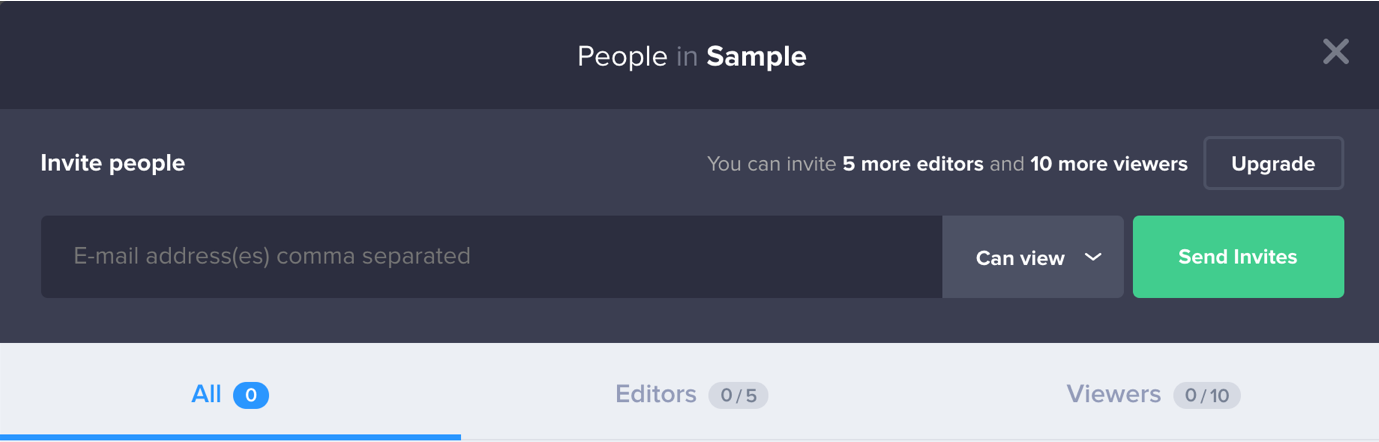 People in Sample
Invite people
You can invite 5 more editors and 10 more viewers
Upgrade
E-mail address(es) comma separated
Can view
Send Invites
All 0
Editors 0/5
Viewers 0/10